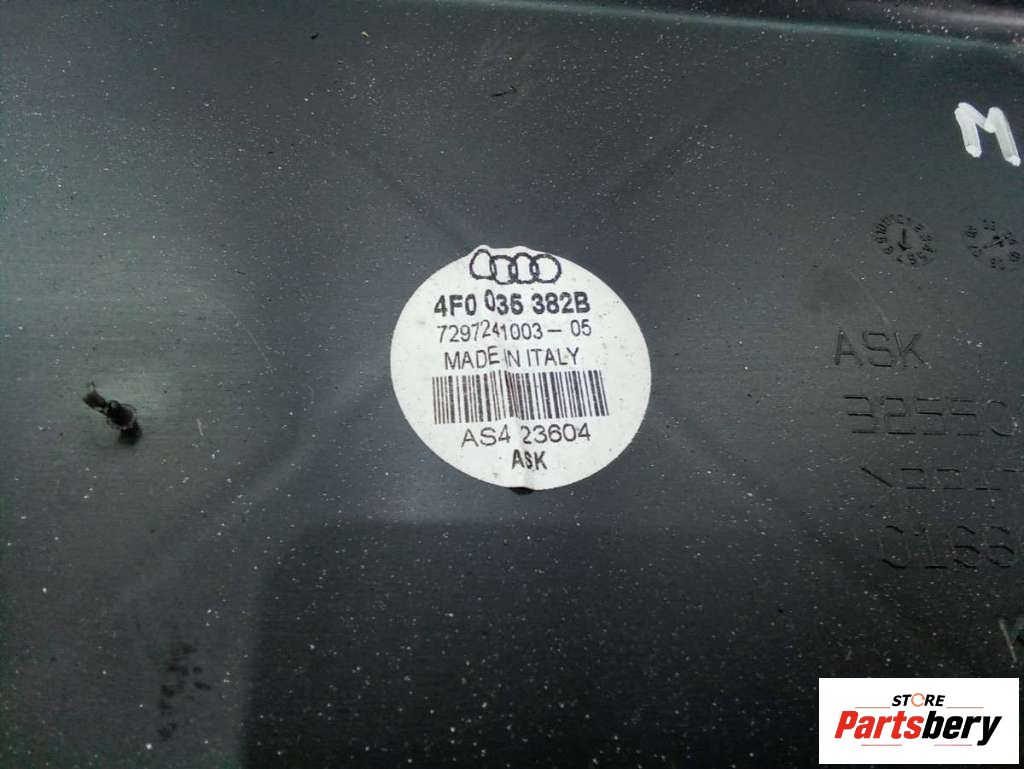 M
4F0 035 382B
7297241003-05
MADE IN ITALY
AS4 23604
ASK
ASK
STORE
Partsbery